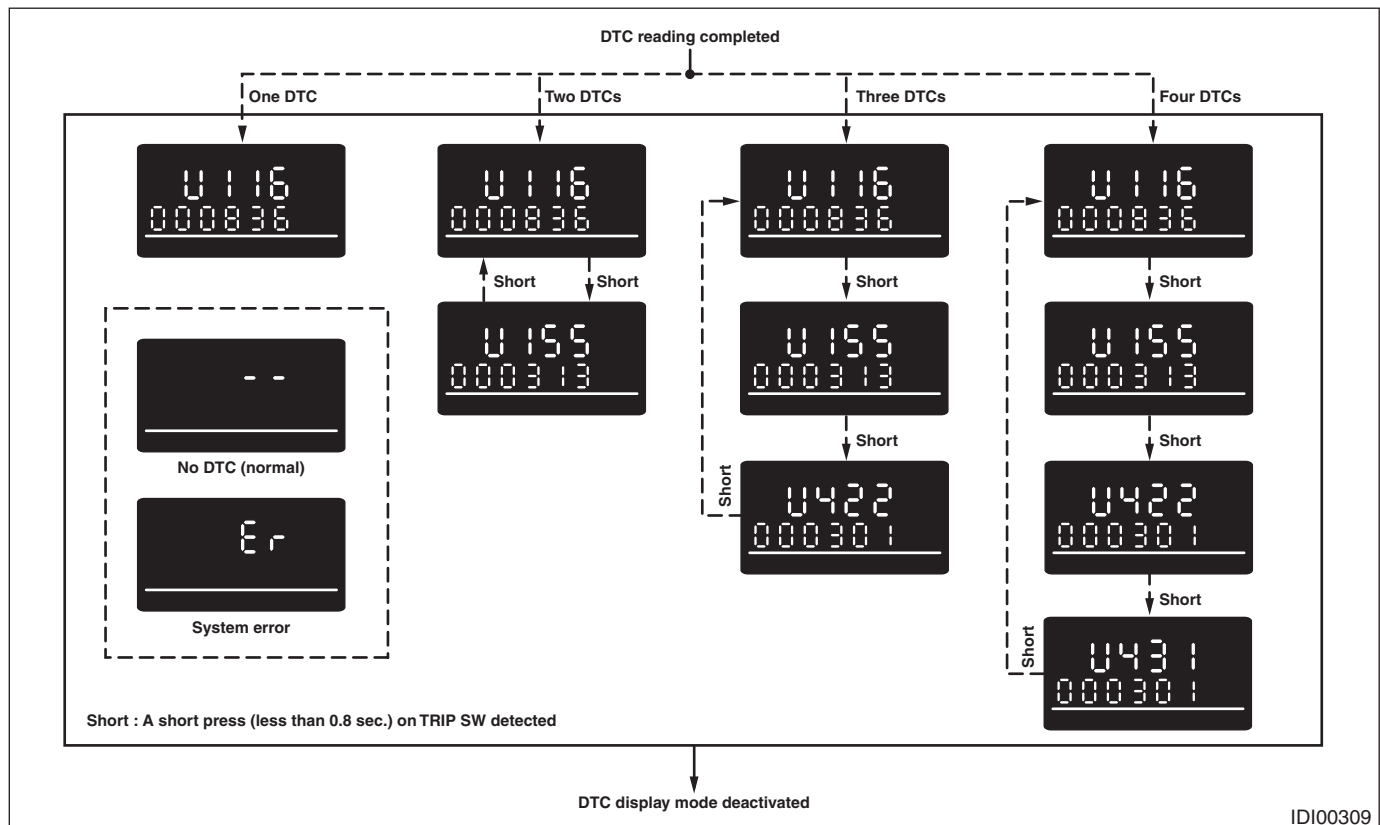 DTC reading completed
One DTC
Two DTCs
Three DTCs
Four DTCs
U116
000836
U116
000836
U116
000836
U116
000836
Short
Short
Short
Short
U155
000313
U155
000313
U155
000313
--
No DTC (normal)
Short
Short
U422
000301
U422
000301
Short
Er
System error
Short
U431
000301
Short
Short : A short press (less than 0.8 sec.) on TRIP SW detected
DTC display mode deactivated
IDI00309